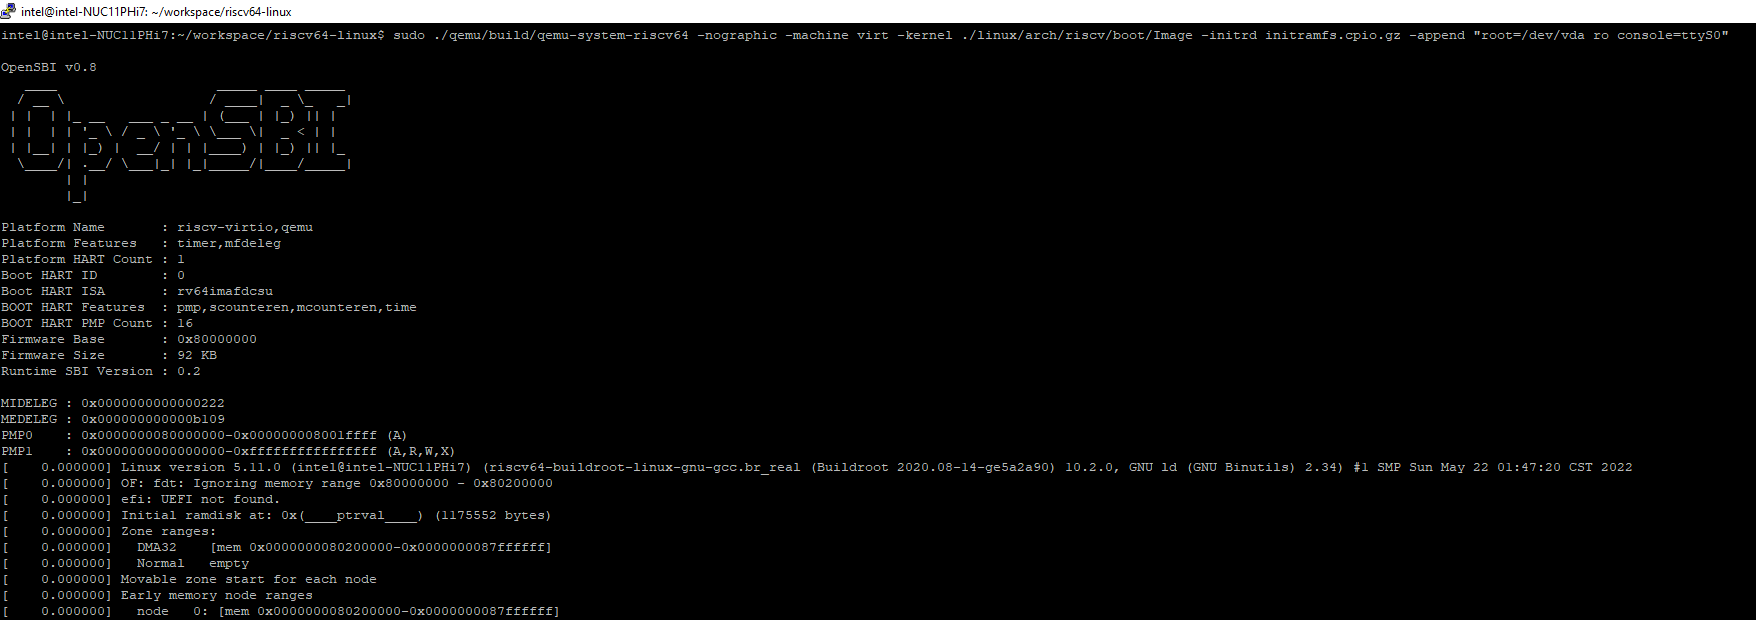 intel@intel-NUC11PHi7: ~/workspace/riscv64-linux
intel@intel-NUC11PHi7:~/workspace/riscv64-linux$ sudo ./qemu/build/qemu-system-riscv64 -nographic -machine virt -kernel ./linux/arch/riscv/boot/Image -initrd initramfs.cpio.gz -append "root=/dev/vda ro console=ttyS0"
OpenSBI v0.8
OpenSBI
Platform Name       : riscv-virtio,qemu
Platform Features   : timer,mfdeleg
Platform HART Count : 1
Boot HART ID        : 0
Boot HART ISA       : rv64imafdcsu
BOOT HART Features  : pmp,scounteren,mcounteren,time
BOOT HART PMP Count : 16
Firmware Base       : 0x80000000
Firmware Size       : 92 KB
Runtime SBI Version : 0.2
MIDELEG : 0x0000000000000222
MEDELEG : 0x000000000000b109
PMP0    : 0x0000000080000000-0x000000008001ffff (A)
PMP1    : 0x0000000000000000-0xffffffffffffffff (A,R,W,X)
[    0.000000] Linux version 5.11.0 (intel@intel-NUC11PHi7) (riscv64-buildroot-linux-gnu-gcc.br_real (Buildroot 2020.08-14-ge5a2a90) 10.2.0, GNU ld (GNU Binutils) 2.34) #1 SMP Sun May 22 01:47:20 CST 2022
[    0.000000] OF: fdt: Ignoring memory range 0x80000000 - 0x80200000
[    0.000000] efi: UEFI not found.
[    0.000000] Initial ramdisk at: 0x(____ptrval____) (1175552 bytes)
[    0.000000] Zone ranges:
[    0.000000]   DMA32    [mem 0x0000000080200000-0x0000000087ffffff]
[    0.000000]   Normal   empty
[    0.000000] Movable zone start for each node
[    0.000000] Early memory node ranges
[    0.000000]   node   0: [mem 0x0000000080200000-0x0000000087ffffff]